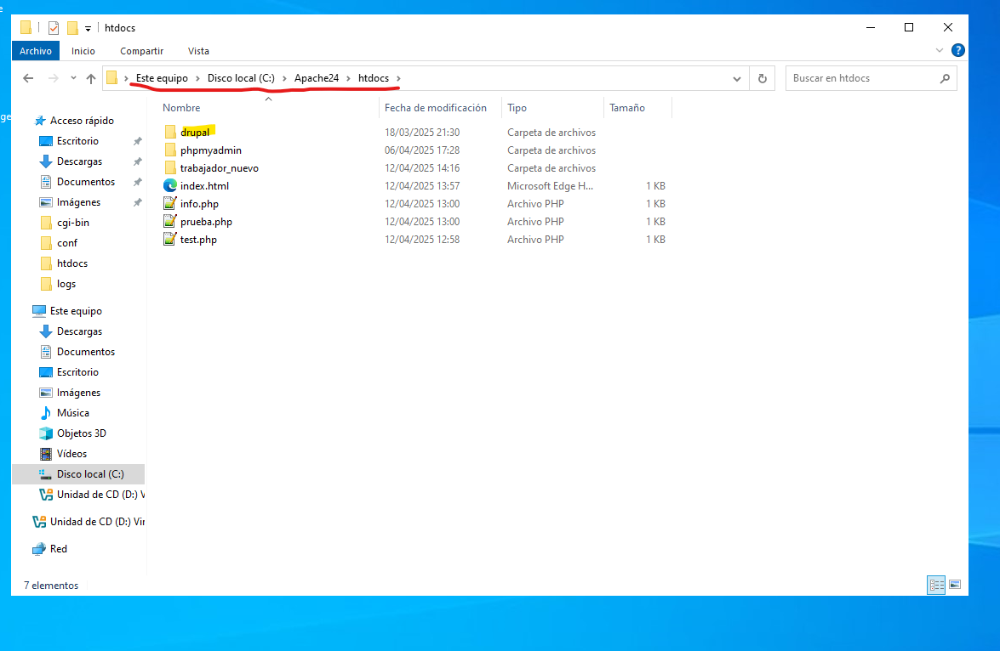 e
ge
htdocs
Archivo Inicio Compartir Vista ?
Este equipo Disco local (C:) Apache24 htdocs Buscar en htdocs
Nombre Fecha de modificación Tipo Tamaño
Acceso rápido
Escritorio
Descargas
Documentos
Imágenes
cgi-bin
conf
htdocs
logs
Este equipo
Descargas
Documentos
Escritorio
Imágenes
Música
Objetos 3D
Vídeos
Disco local (C:)
Unidad de CD (D:) V
Unidad de CD (D:) Vir
Red
drupal 18/03/2025 21:30 Carpeta de archivos
phpmyadmin 06/04/2025 17:28 Carpeta de archivos
trabajador_nuevo 12/04/2025 14:16 Carpeta de archivos
index.html 12/04/2025 13:57 Microsoft Edge H... 1 KB
info.php 12/04/2025 13:00 Archivo PHP 1 KB
prueba.php 12/04/2025 13:00 Archivo PHP 1 KB
test.php 12/04/2025 12:58 Archivo PHP 1 KB
7 elementos